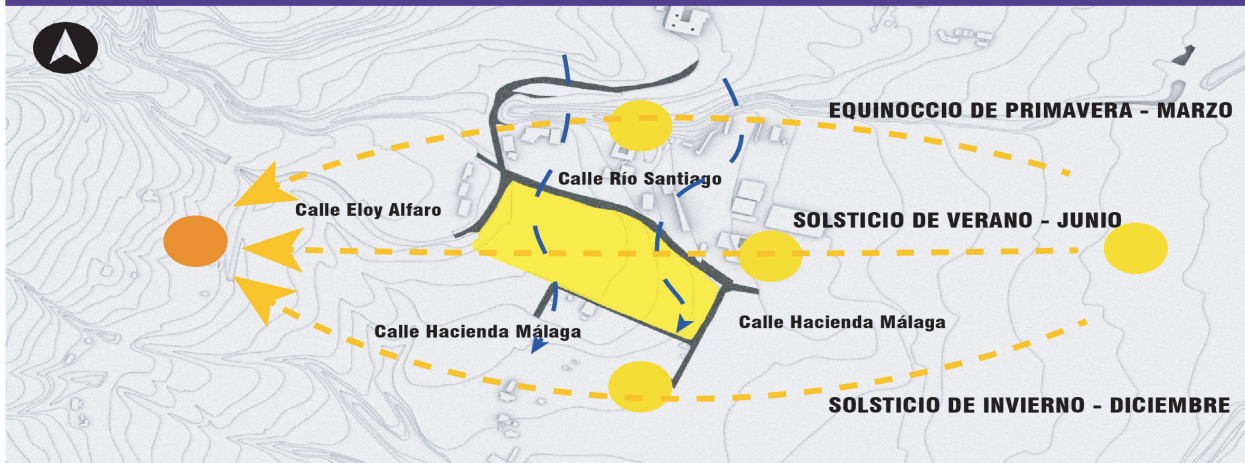 EQUINOCCIO DE PRIMAVERA - MARZO
Calle Río Santiago
Calle Eloy Alfaro
SOLSTICIO DE VERANO - JUNIO
Calle Hacienda Málaga
Calle Hacienda Málaga
SOLSTICIO DE INVIERNO - DICIEMBRE